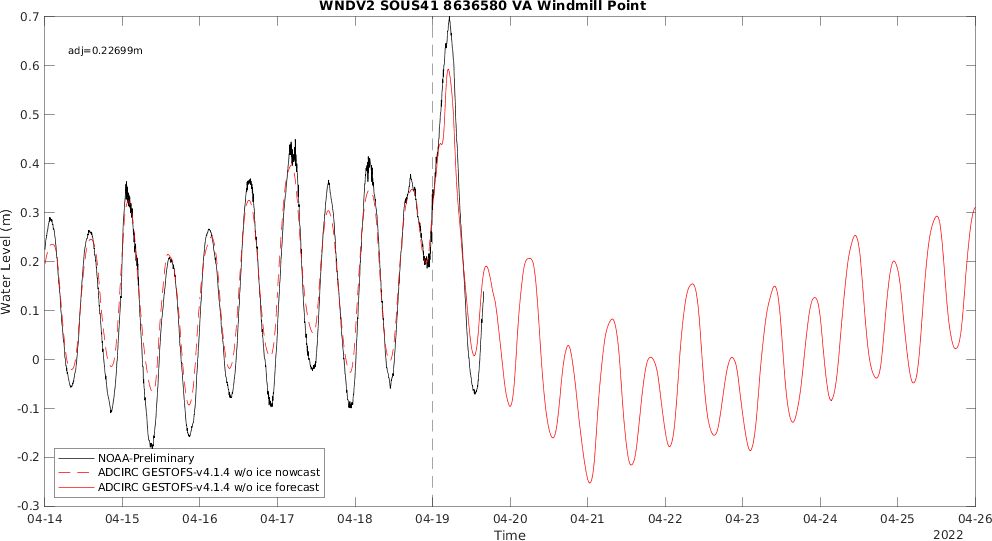 WNDV2 SOUS41 8636580 VA Windmill Point
adj=0.22699m
Water Level (m)
0.7
0.6
0.5
0.4
0.3
0.2
0.1
0
-0.1
-0.2
-0.3
NOAA-Preliminary
ADCIRC GESTOFS-v4.1.4 w/o ice nowcast
ADCIRC GESTOFS-v4.1.4 w/o ice forecast
04-14 04-15 04-16 04-17 04-18 04-19 04-20 04-21 04-22 04-23 04-24 04-25 04-26
Time
2022